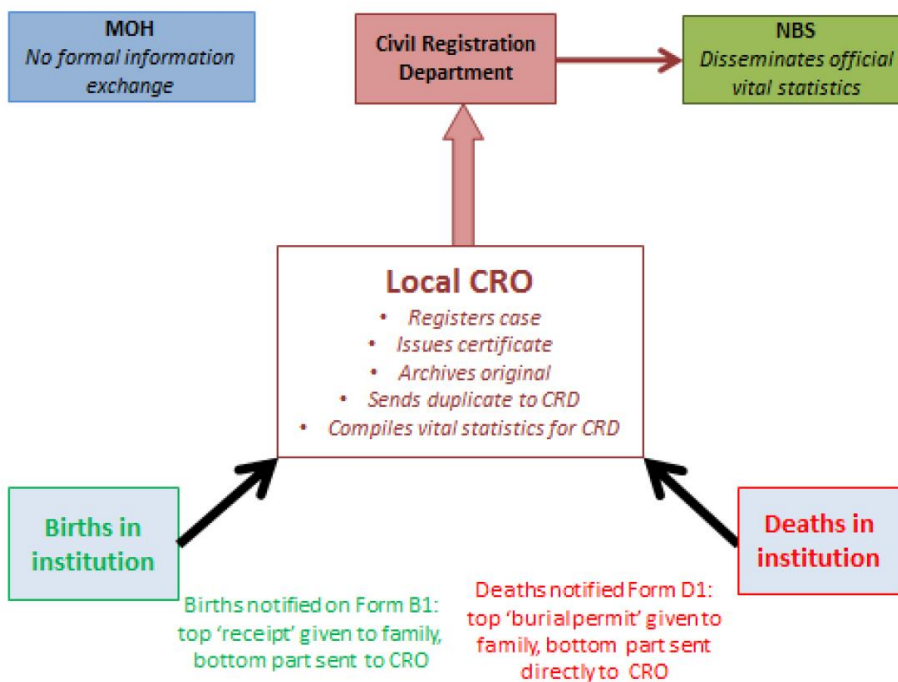 MOH
No formal information
exchange
Civil Registration
Department
NBS
Disseminates official
vital statistics
Local CRO
• Registers case
• Issues certificate
• Archives original
• Sends duplicate to CRD
• Compiles vital statistics for CRD
Births in
institution
Deaths in
institution
Births notified on Form B1:
top ‘receipt’ given to family,
bottom part sent to CRO
Deaths notified Form D1:
top ‘burialpermit’ given to
family, bottom part sent
directly to CRO